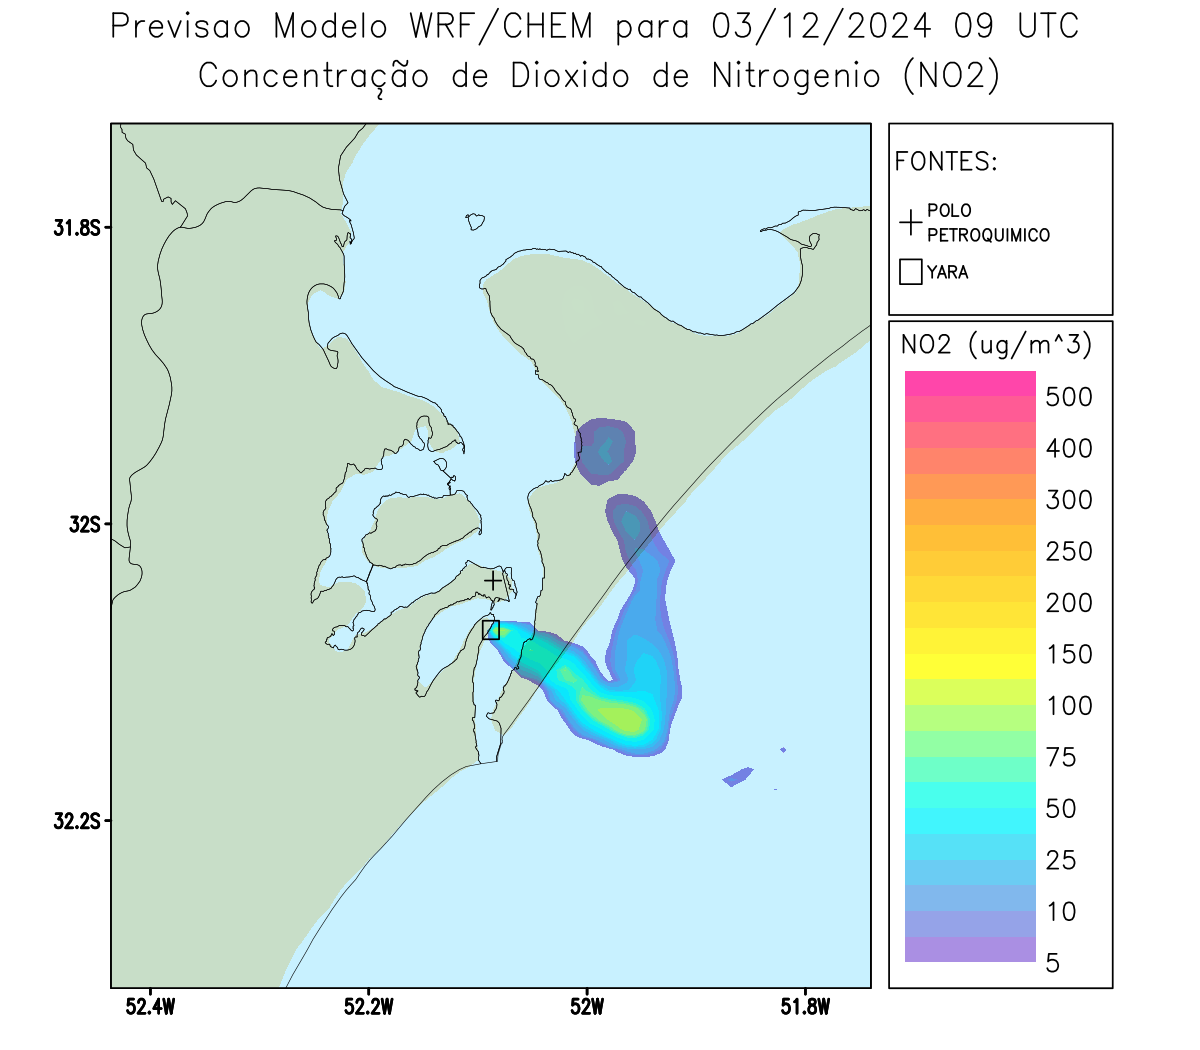 Previsao Modelo WRF/CHEM para 03/12/2024 09 UTC
Concentração de Dioxido de Nitrogenio (NO2)
FONTES:
POLO
PETROQUIMICO
YARA
NO2 (ug/m^3)
500
400
300
250
200
150
100
75
50
25
10
5
31.8S
32S
32.2S
52.4W
52.2W
52W
51.8W